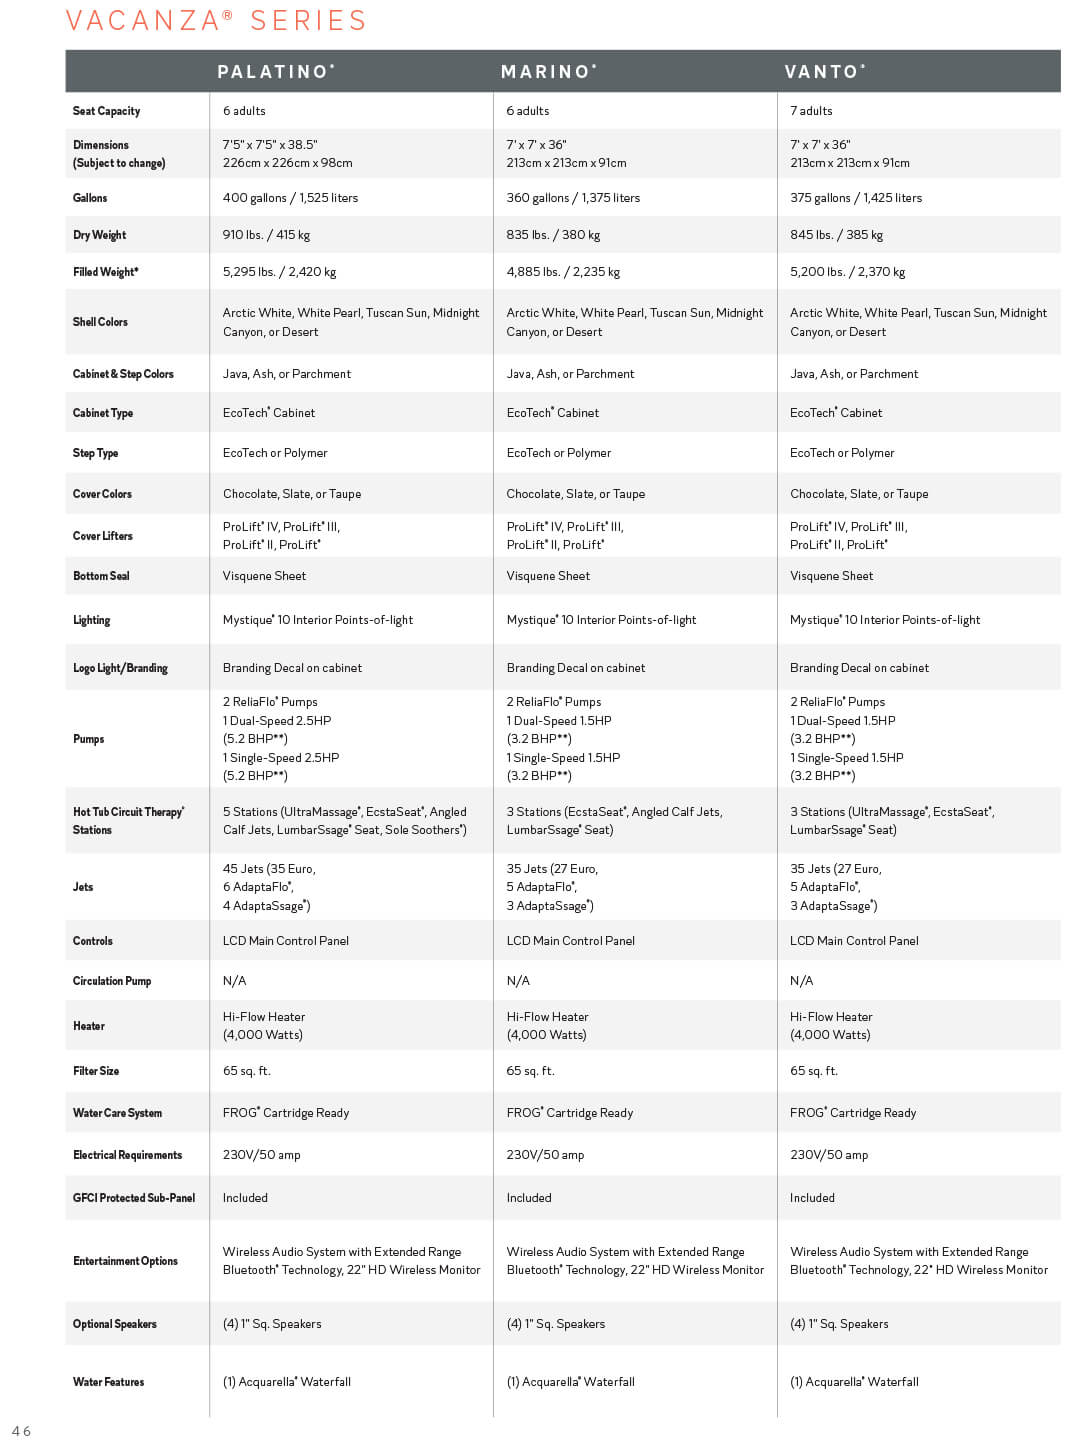 VACANZA® SERIES
PALATINO® MARINO® VANTO®
Seat Capacity 6 adults 6 adults 7 adults
Dimensions 7'5" x 7'5" x 38.5" 7' x 7' x 36" 7' x 7' x 36"
(Subject to change) 226cm x 226cm x 98cm 213cm x 213cm x 91cm 213cm x 213cm x 91cm
Gallons 400 gallons / 1,525 liters 360 gallons / 1,375 liters 375 gallons / 1,425 liters
Dry Weight 910 lbs. / 415 kg 835 lbs. / 380 kg 845 lbs. / 385 kg
Filled Weight* 5,295 lbs. / 2,420 kg 4,885 lbs. / 2,235 kg 5,200 lbs. / 2,370 kg
Shell Colors
Arctic White, White Pearl, Tuscan Sun, Midnight
Canyon, or Desert
Arctic White, White Pearl, Tuscan Sun, Midnight
Canyon, or Desert
Arctic White, White Pearl, Tuscan Sun, Midnight
Canyon, or Desert
Cabinet & Step Colors Java, Ash, or Parchment Java, Ash, or Parchment Java, Ash, or Parchment
Cabinet Type EcoTech® Cabinet EcoTech® Cabinet EcoTech® Cabinet
Step Type EcoTech or Polymer EcoTech or Polymer EcoTech or Polymer
Cover Colors Chocolate, Slate, or Taupe Chocolate, Slate, or Taupe Chocolate, Slate, or Taupe
Cover Lifters
ProLift® IV, ProLift® III,
ProLift® II, ProLift®
ProLift® IV, ProLift® III,
ProLift® II, ProLift®
ProLift® IV, ProLift® III,
ProLift® II, ProLift®
Bottom Seal Visquene Sheet Visquene Sheet Visquene Sheet
Lighting Mystique® 10 Interior Points-of-light Mystique® 10 Interior Points-of-light Mystique® 10 Interior Points-of-light
Logo Light/Branding Branding Decal on cabinet Branding Decal on cabinet Branding Decal on cabinet
Pumps
2 ReliaFlo® Pumps
1 Dual-Speed 2.5HP
(5.2 BHP**)
1 Single-Speed 2.5HP
(5.2 BHP**)
2 ReliaFlo® Pumps
1 Dual-Speed 1.5HP
(3.2 BHP**)
1 Single-Speed 1.5HP
(3.2 BHP**)
2 ReliaFlo® Pumps
1 Dual-Speed 1.5HP
(3.2 BHP**)
1 Single-Speed 1.5HP
(3.2 BHP**)
Hot Tub Circuit Therapy®
Stations
5 Stations (UltraMassage®, EcstaSeat®, Angled
Calf Jets, LumbarSsage® Seat, Sole Soothers®)
3 Stations (EcstaSeat®, Angled Calf Jets,
LumbarSsage® Seat)
3 Stations (UltraMassage®, EcstaSeat®,
LumbarSsage® Seat)
Jets
45 Jets (35 Euro,
6 AdaptaFlo®,
4 AdaptaSsage®)
35 Jets (27 Euro,
5 AdaptaFlo®,
3 AdaptaSsage®)
35 Jets (27 Euro,
5 AdaptaFlo®,
3 AdaptaSsage®)
Controls LCD Main Control Panel LCD Main Control Panel LCD Main Control Panel
Circulation Pump N/A N/A N/A
Heater
Hi-Flow Heater
(4,000 Watts)
Hi-Flow Heater
(4,000 Watts)
Hi-Flow Heater
(4,000 Watts)
Filter Size 65 sq. ft. 65 sq. ft. 65 sq. ft.
Water Care System FROG® Cartridge Ready FROG® Cartridge Ready FROG® Cartridge Ready
Electrical Requirements 230V/50 amp 230V/50 amp 230V/50 amp
GFCI Protected Sub-Panel Included Included Included
Entertainment Options
Wireless Audio System with Extended Range
Bluetooth® Technology, 22" HD Wireless Monitor
Wireless Audio System with Extended Range
Bluetooth® Technology, 22" HD Wireless Monitor
Wireless Audio System with Extended Range
Bluetooth® Technology, 22" HD Wireless Monitor
Optional Speakers (4) 1" Sq. Speakers (4) 1" Sq. Speakers (4) 1" Sq. Speakers
Water Features (1) Acquarella® Waterfall (1) Acquarella® Waterfall (1) Acquarella® Waterfall
46